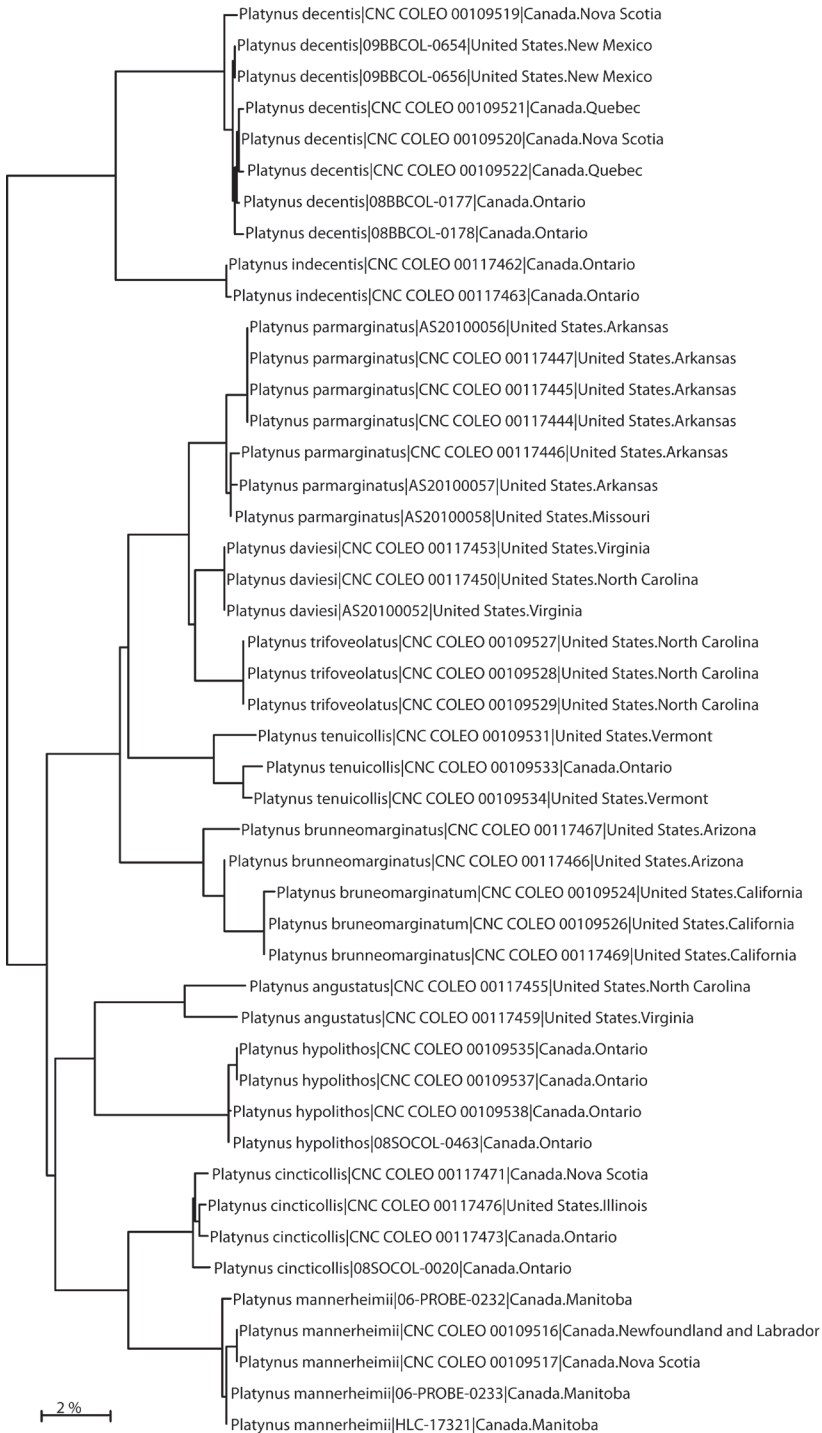 Platynus decentis|CNC COLEO 00109519|Canada.Nova Scotia
Platynus decentis|09BBCOL-0654|United States.New Mexico
Platynus decentis|09BBCOL-0656|United States.New Mexico
Platynus decentis|CNC COLEO 00109521|Canada.Quebec
Platynus decentis|CNC COLEO 00109520|Canada.Nova Scotia
Platynus decentis|CNC COLEO 00109522|Canada.Quebec
Platynus decentis|08BBCOL-0177|Canada.Ontario
Platynus decentis|08BBCOL-0178|Canada.Ontario
Platynus indecentis|CNC COLEO 00117462|Canada.Ontario
Platynus indecentis|CNC COLEO 00117463|Canada.Ontario
Platynus parmarginatus|AS20100056|United States.Arkansas
Platynus parmarginatus|CNC COLEO 00117447|United States.Arkansas
Platynus parmarginatus|CNC COLEO 00117445|United States.Arkansas
Platynus parmarginatus|CNC COLEO 00117444|United States.Arkansas
Platynus parmarginatus|CNC COLEO 00117446|United States.Arkansas
Platynus parmarginatus|AS20100057|United States.Arkansas
Platynus parmarginatus|AS20100058|United States.Missouri
Platynus daviesi|CNC COLEO 00117453|United States.Virginia
Platynus daviesi|CNC COLEO 00117450|United States.North Carolina
Platynus daviesi|AS20100052|United States.Virginia
Platynus trifoveolatus|CNC COLEO 00109527|United States.North Carolina
Platynus trifoveolatus|CNC COLEO 00109528|United States.North Carolina
Platynus trifoveolatus|CNC COLEO 00109529|United States.North Carolina
Platynus tenuicollis|CNC COLEO 00109531|United States.Vermont
Platynus tenuicollis|CNC COLEO 00109533|Canada.Ontario
Platynus tenuicollis|CNC COLEO 00109534|United States.Vermont
Platynus brunneomarginatus|CNC COLEO 00117467|United States.Arizona
Platynus brunneomarginatus|CNC COLEO 00117466|United States.Arizona
Platynus bruneomarginatum|CNC COLEO 00109524|United States.California
Platynus bruneomarginatum|CNC COLEO 00109526|United States.California
Platynus brunneomarginatus|CNC COLEO 00117469|United States.California
Platynus angustatus|CNC COLEO 00117455|United States.North Carolina
Platynus angustatus|CNC COLEO 00117459|United States.Virginia
Platynus hypolithos|CNC COLEO 00109535|Canada.Ontario
Platynus hypolithos|CNC COLEO 00109537|Canada.Ontario
Platynus hypolithos|CNC COLEO 00109538|Canada.Ontario
Platynus hypolithos|08SOCOL-0463|Canada.Ontario
Platynus cincticollis|CNC COLEO 00117471|Canada.Nova Scotia
Platynus cincticollis|CNC COLEO 00117476|United States.Illinois
Platynus cincticollis|CNC COLEO 00117473|Canada.Ontario
Platynus cincticollis|08SOCOL-0020|Canada.Ontario
Platynus mannerheimii|06-PROBE-0232|Canada.Manitoba
Platynus mannerheimii|CNC COLEO 00109516|Canada.Newfoundland and Labrador
Platynus mannerheimii|CNC COLEO 00109517|Canada.Nova Scotia
Platynus mannerheimii|06-PROBE-0233|Canada.Manitoba
Platynus mannerheimii|HLC-17321|Canada.Manitoba
2 %